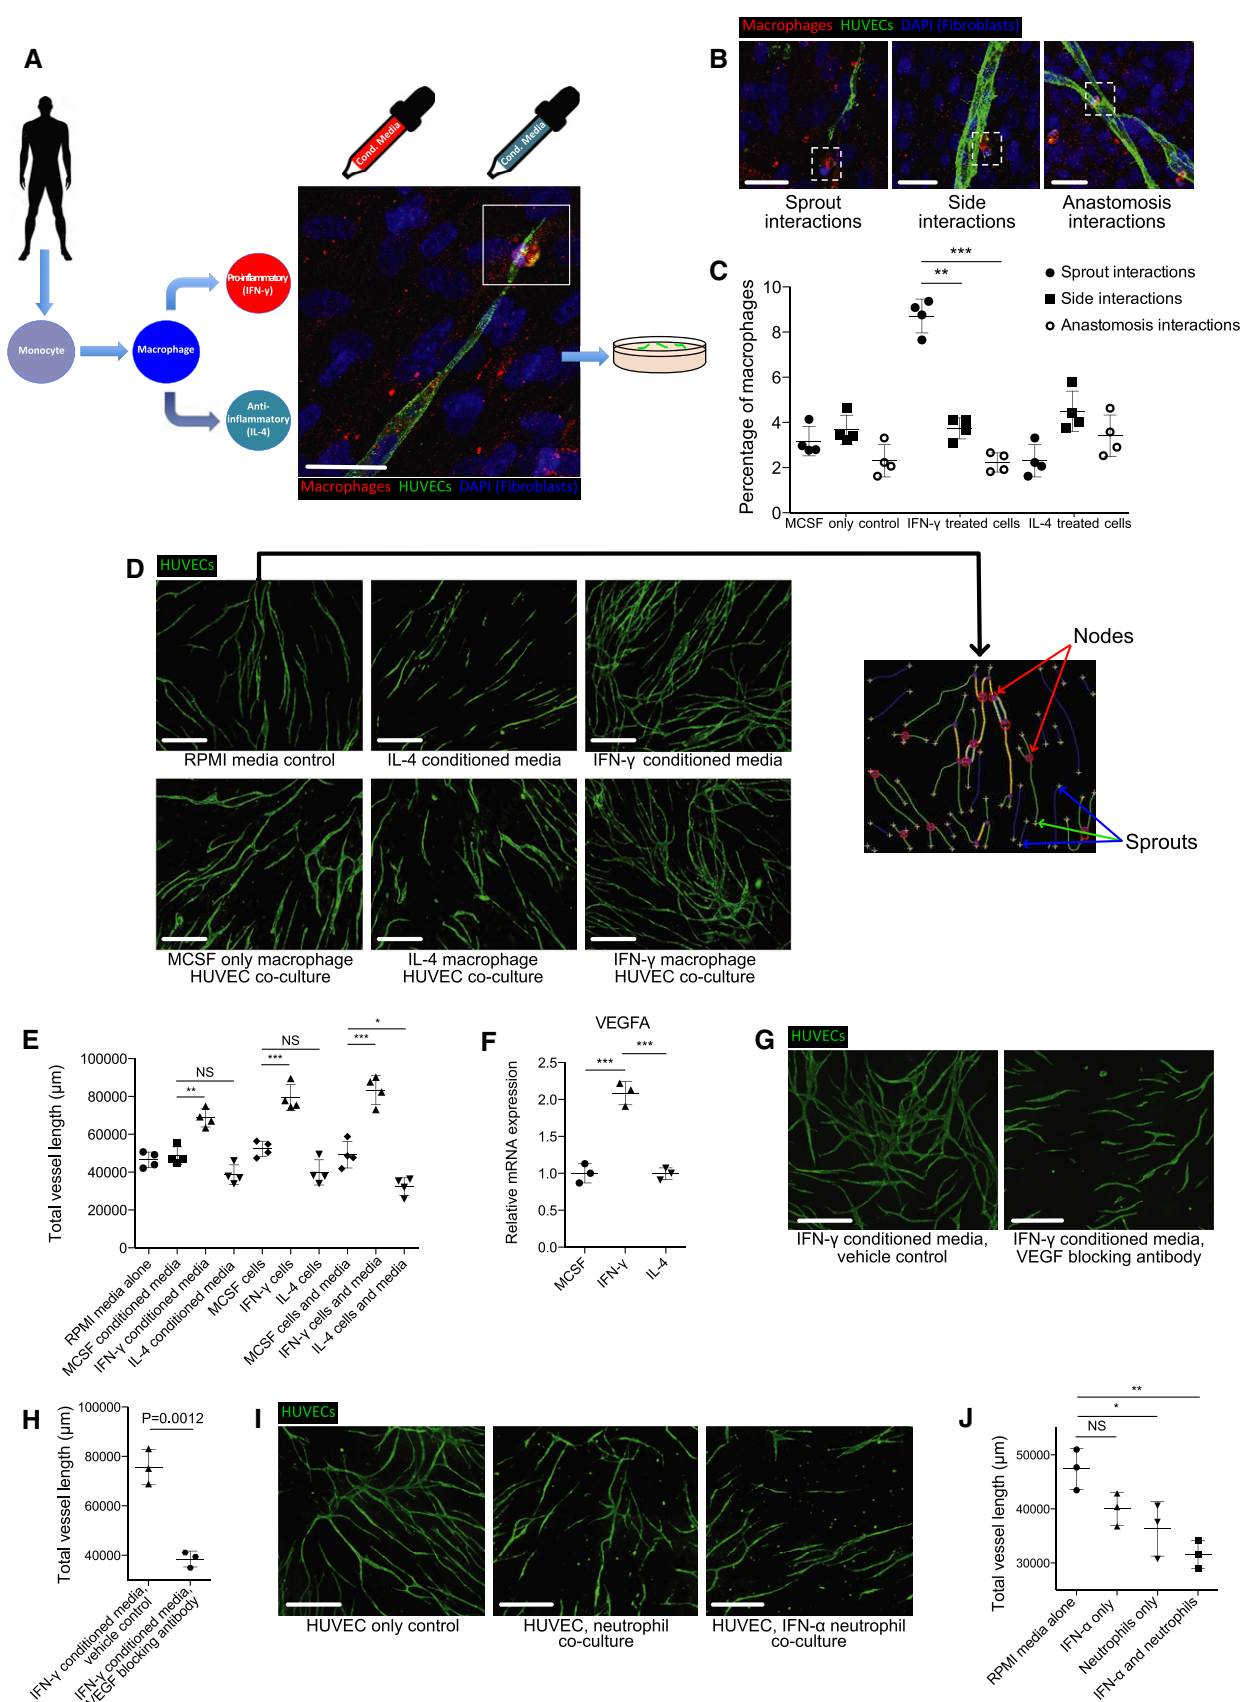 A
Cond. Media
Cond. Media
Monocyte
Macrophage
Pro-inflammatory
(IFN-γ)
Anti-
inflammatory
(IL-4)
Macrophages HUVECs DAPI (Fibroblasts)
B
Macrophages HUVECs DAPI (Fibroblasts)
Sprout
interactions
Side
interactions
Anastomosis
interactions
C
Percentage of macrophages
10
8
6
4
2
0
***
**
Sprout interactions
Side interactions
Anastomosis interactions
MCSF only control
IFN-γ treated cells
IL-4 treated cells
D
HUVECs
RPMI media control
IL-4 conditioned media
IFN-γ conditioned media
MCSF only macrophage
HUVEC co-culture
IL-4 macrophage
HUVEC co-culture
IFN-γ macrophage
HUVEC co-culture
Nodes
Sprouts
E
Total vessel length (μm)
100000
80000
60000
40000
20000
0
NS
**
NS
***
*
***
RPMI media alone
MCSF conditioned media
IFN-γ conditioned media
IL-4 conditioned media
MCSF cells
IFN-γ cells
IL-4 cells
MCSF cells and media
IFN-γ cells and media
IL-4 cells and media
F
VEGFA
Relative mRNA expression
2.5
2.0
1.5
1.0
0.5
0.0
***
***
MCSF
IFN-γ
IL-4
G
HUVECs
IFN-γ conditioned media,
vehicle control
IFN-γ conditioned media,
VEGF blocking antibody
H
Total vessel length (μm)
100000
80000
60000
40000
P=0.0012
IFN-γ conditioned media,
vehicle control
IFN-γ conditioned media,
VEGF blocking antibody
I
HUVECs
HUVEC only control
HUVEC, neutrophil
co-culture
HUVEC, IFN-α neutrophil
co-culture
J
Total vessel length (μm)
50000
40000
30000
**
*
NS
RPMI media alone
IFN-α only
Neutrophils only
IFN-α and neutrophils